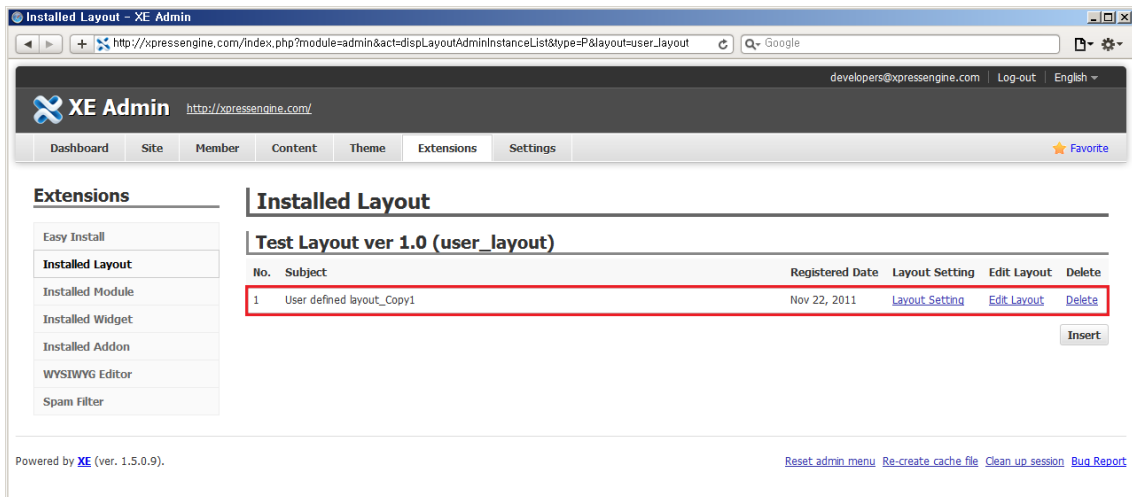 Installed Layout - XE Admin
http://xpressengine.com/index.php?module=admin&act=dispLayoutAdminInstanceList&type=P&layout=user_layout Google
developers@xpressengine.com | Log-out | English
XE Admin http://xpressengine.com/
Dashboard Site Member Content Theme Extensions Settings Favorite
Extensions
Installed Layout
Easy Install
Test Layout ver 1.0 (user_layout)
Installed Layout
No. Subject Registered Date Layout Setting Edit Layout Delete
Installed Module
1 User defined layout_Copy1 Nov 22, 2011 Layout Setting Edit Layout Delete
Installed Widget
Insert
Installed Addon
WYSIWYG Editor
Spam Filter
Powered by XE (ver. 1.5.0.9). Reset admin menu Re-create cache file Clean up session Bug Report